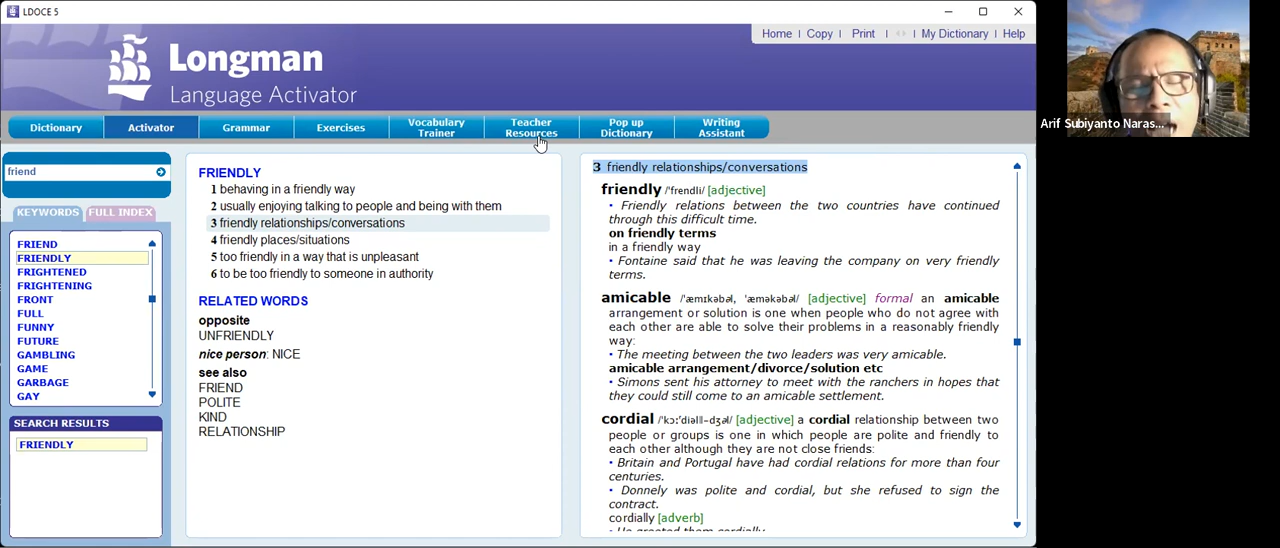 LDOCE 5
Home | Copy | Print | | My Dictionary | Help
Longman
Language Activator
Dictionary
Activator
Grammar
Exercises
Vocabulary
Trainer
Teacher
Resources
Pop up
Dictionary
Writing
Assistant
friend
KEYWORDS
FULL INDEX
FRIEND
FRIENDLY
FRIGHTENED
FRIGHTENING
FRONT
FULL
FUNNY
FUTURE
GAMBLING
GAME
GARBAGE
GAY
SEARCH RESULTS
FRIENDLY
FRIENDLY
1 behaving in a friendly way
2 usually enjoying talking to people and being with them
3 friendly relationships/conversations
4 friendly places/situations
5 too friendly in a way that is unpleasant
6 to be too friendly to someone in authority
RELATED WORDS
opposite
UNFRIENDLY
nice person: NICE
see also
FRIEND
POLITE
KIND
RELATIONSHIP
3 friendly relationships/conversations
friendly /ˈfrendli/ [adjective]
• Friendly relations between the two countries have continued
through this difficult time.
on friendly terms
in a friendly way
• Fontaine said that he was leaving the company on very friendly
terms.
amicable /ˈæmɪkəbəl, ˈæməkəbəl/ [adjective] formal an amicable
arrangement or solution is one when people who do not agree with
each other are able to solve their problems in a reasonably friendly
way:
• The meeting between the two leaders was very amicable.
amicable arrangement/divorce/solution etc
• Simons sent his attorney to meet with the ranchers in hopes that
they could still come to an amicable settlement.
cordial /ˈkɔːˈdiəl‖-dʒəl/ [adjective] a cordial relationship between two
people or groups is one in which people are polite and friendly to
each other although they are not close friends:
• Britain and Portugal have had cordial relations for more than four
centuries.
• Donnely was polite and cordial, but she refused to sign the
contract.
cordially [adverb]
• He greeted them cordially.
Arif Subiyanto Naras...